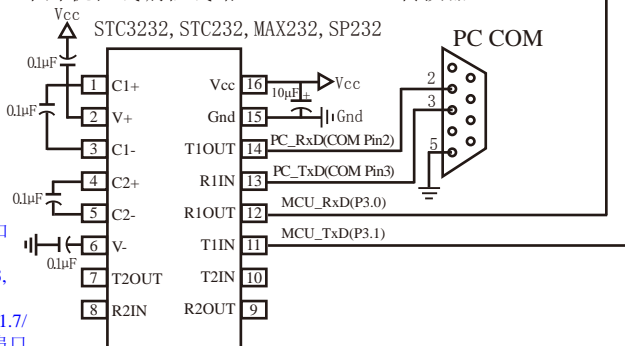 Vcc
STC3232, STC232, MAX232, SP232
PC COM
0.1μF
0.1μF
1 C1+
2 V+
3 C1-
4 C2+
5 C2-
6 V-
7 T2OUT
8 R2IN
0.1μF
0.1μF
Vcc 16
Gnd 15
T1OUT 14
R1IN 13
R1OUT 12
T1IN 11
T2IN 10
R2OUT 9
Vcc
10μF +
Gnd
PC_RxD(COM Pin2)
PC_TxD(COM Pin3)
MCU_RxD(P3.0)
MCU_TxD(P3.1)
2
3
5
1.7/